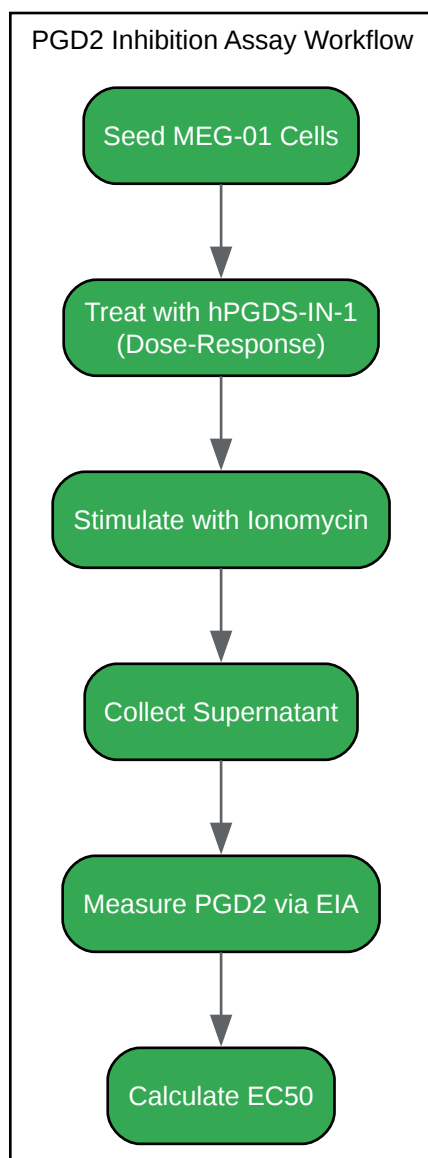 PGD2 Inhibition Assay Workflow
Seed MEG-01 Cells
Treat with hPGDS-IN-1
(Dose-Response)
Stimulate with Ionomycin
Collect Supernatant
Measure PGD2 via EIA
Calculate EC50